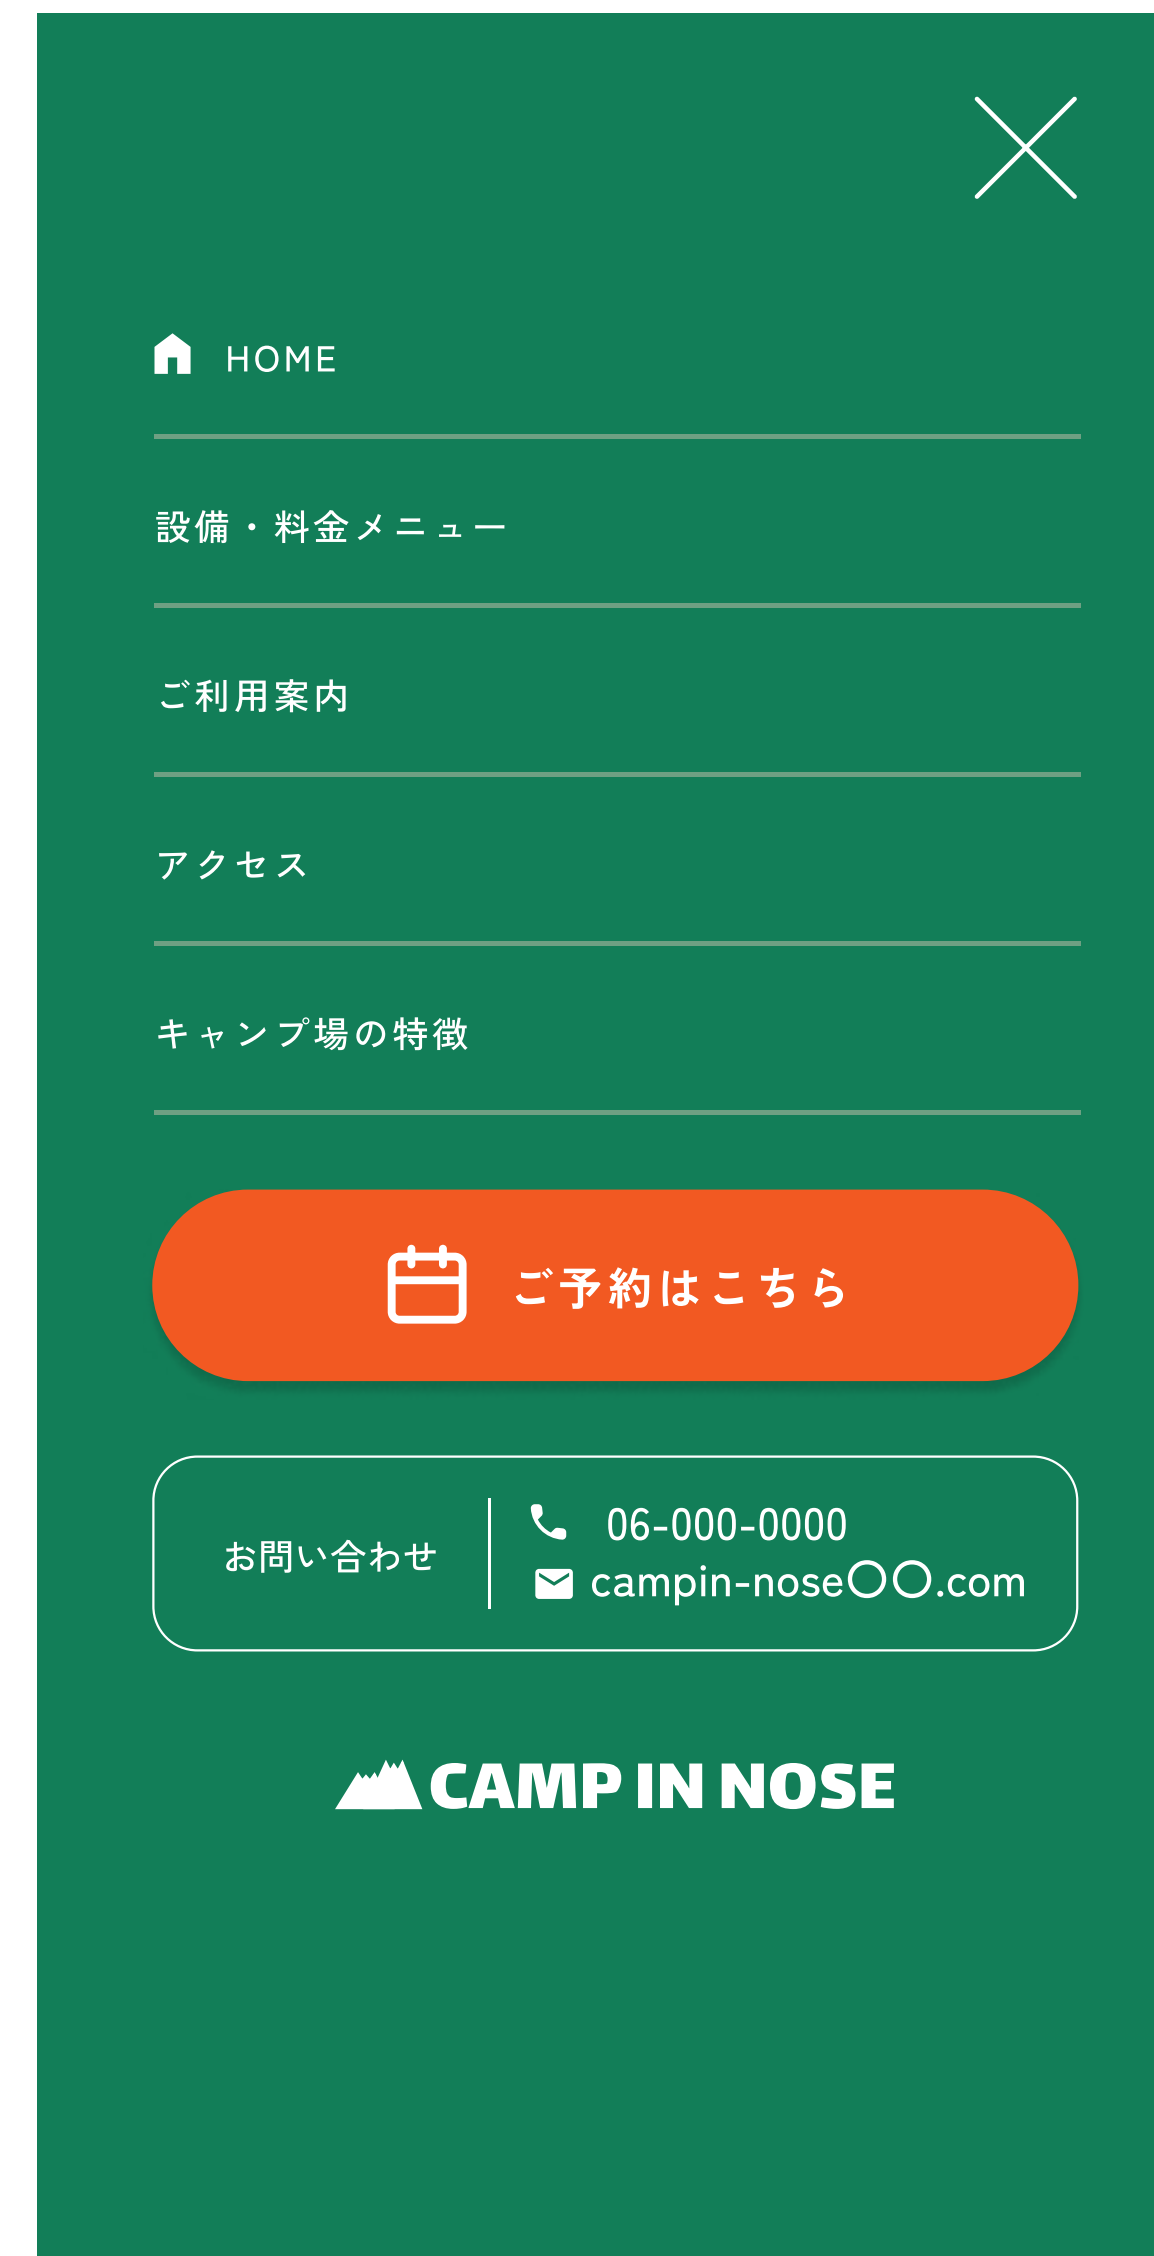 HOME
設備・料金メニュー
ご利用案内
アクセス
キャンプ場の特徴
ご予約はこちら
お問い合わせ
06-000-0000
campin-nose〇〇.com
CAMP IN NOSE